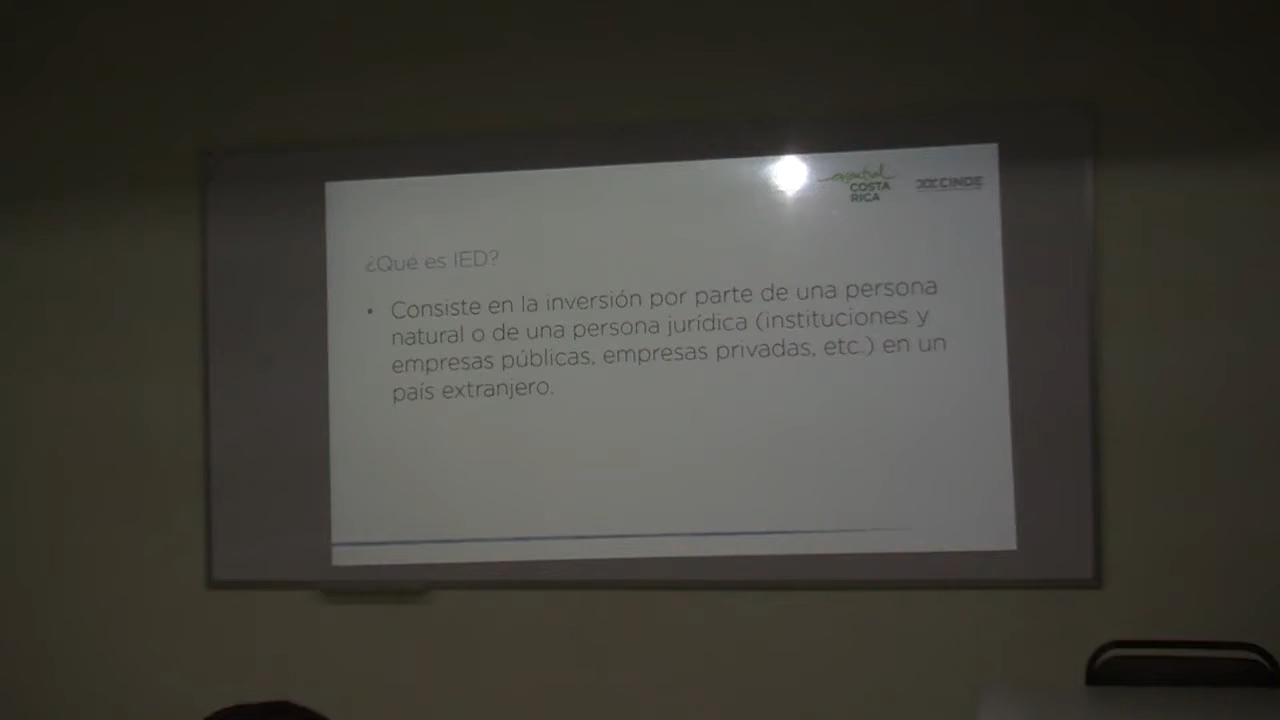 esencial
COSTA
RICA
CINDE
¿Qué es IED?
• Consiste en la inversión por parte de una persona
natural o de una persona jurídica (instituciones y
empresas públicas, empresas privadas, etc.) en un
país extranjero.